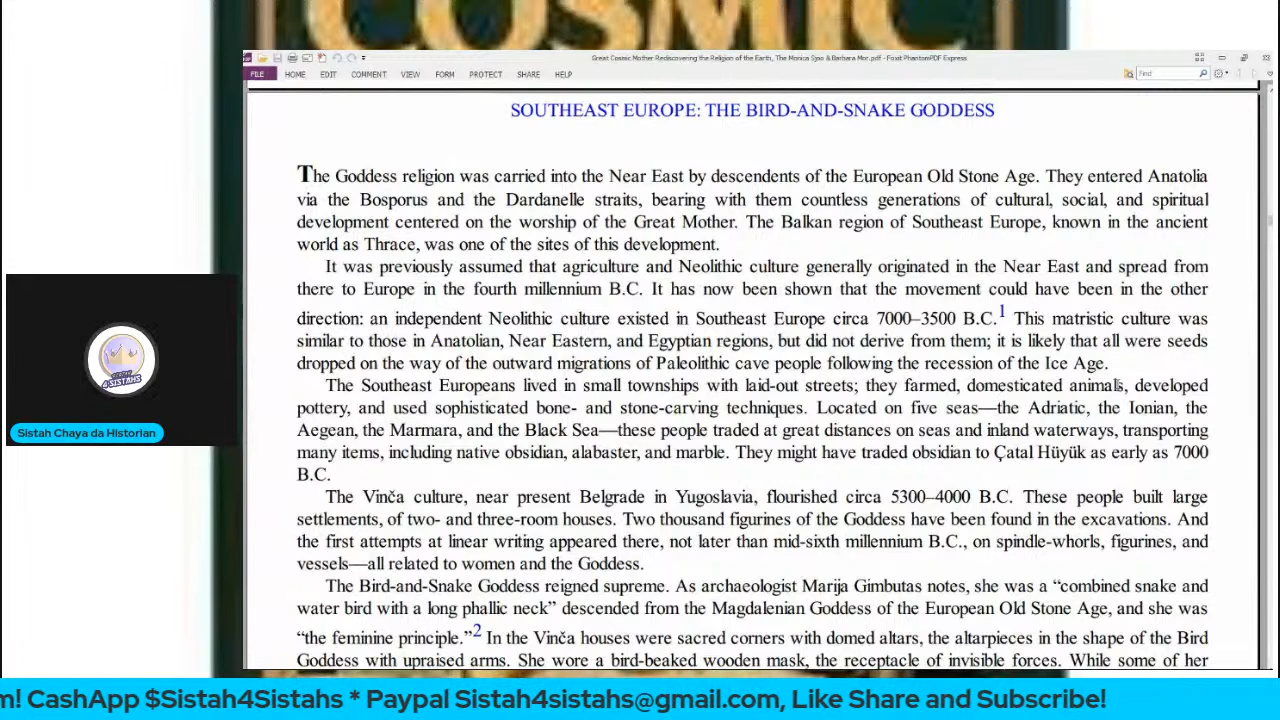 COSMIC
Great Cosmic Mother Rediscovering the Religion of the Earth, The Monica Sjoo & Barbara Mor.pdf - Foxit PhantomPDF Express
FILE HOME EDIT COMMENT VIEW FORM PROTECT SHARE HELP
Find
SOUTHEAST EUROPE: THE BIRD-AND-SNAKE GODDESS
The Goddess religion was carried into the Near East by descendents of the European Old Stone Age. They entered Anatolia
via the Bosporus and the Dardanelle straits, bearing with them countless generations of cultural, social, and spiritual
development centered on the worship of the Great Mother. The Balkan region of Southeast Europe, known in the ancient
world as Thrace, was one of the sites of this development.
It was previously assumed that agriculture and Neolithic culture generally originated in the Near East and spread from
there to Europe in the fourth millennium B.C. It has now been shown that the movement could have been in the other
direction: an independent Neolithic culture existed in Southeast Europe circa 7000–3500 B.C.1 This matristic culture was
similar to those in Anatolian, Near Eastern, and Egyptian regions, but did not derive from them; it is likely that all were seeds
dropped on the way of the outward migrations of Paleolithic cave people following the recession of the Ice Age.
The Southeast Europeans lived in small townships with laid-out streets; they farmed, domesticated animals, developed
pottery, and used sophisticated bone- and stone-carving techniques. Located on five seas—the Adriatic, the Ionian, the
Aegean, the Marmara, and the Black Sea—these people traded at great distances on seas and inland waterways, transporting
many items, including native obsidian, alabaster, and marble. They might have traded obsidian to Çatal Hüyük as early as 7000
B.C.
The Vinča culture, near present Belgrade in Yugoslavia, flourished circa 5300–4000 B.C. These people built large
settlements, of two- and three-room houses. Two thousand figurines of the Goddess have been found in the excavations. And
the first attempts at linear writing appeared there, not later than mid-sixth millennium B.C., on spindle-whorls, figurines, and
vessels—all related to women and the Goddess.
The Bird-and-Snake Goddess reigned supreme. As archaeologist Marija Gimbutas notes, she was a “combined snake and
water bird with a long phallic neck” descended from the Magdalenian Goddess of the European Old Stone Age, and she was
“the feminine principle.”2 In the Vinča houses were sacred corners with domed altars, the altarpieces in the shape of the Bird
Goddess with upraised arms. She wore a bird-beaked wooden mask, the receptacle of invisible forces. While some of her
4 SISTAHS
Sistah Chaya da Historian
m! CashApp $Sistah4Sistahs * Paypal Sistah4sistahs@gmail.com, Like Share and Subscribe!